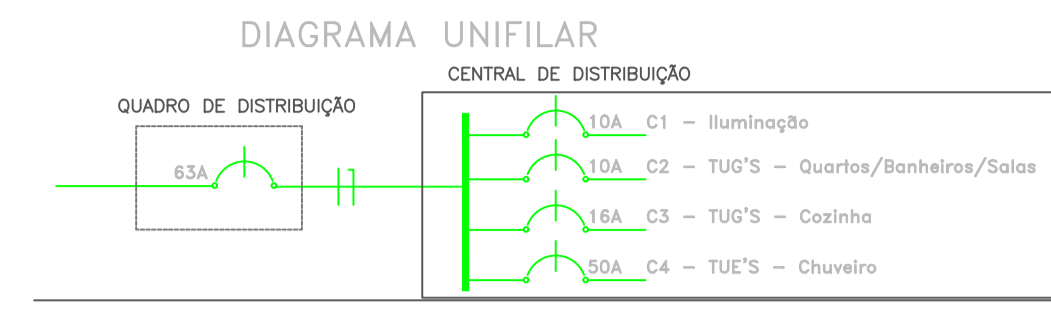 DIAGRAMA UNIFILAR
CENTRAL DE DISTRIBUIÇÃO
QUADRO DE DISTRIBUIÇÃO
63A
10A C1 – Iluminação
10A C2 – TUG'S – Quartos/Banheiros/Salas
16A C3 – TUG'S – Cozinha
50A C4 – TUE'S – Chuveiro